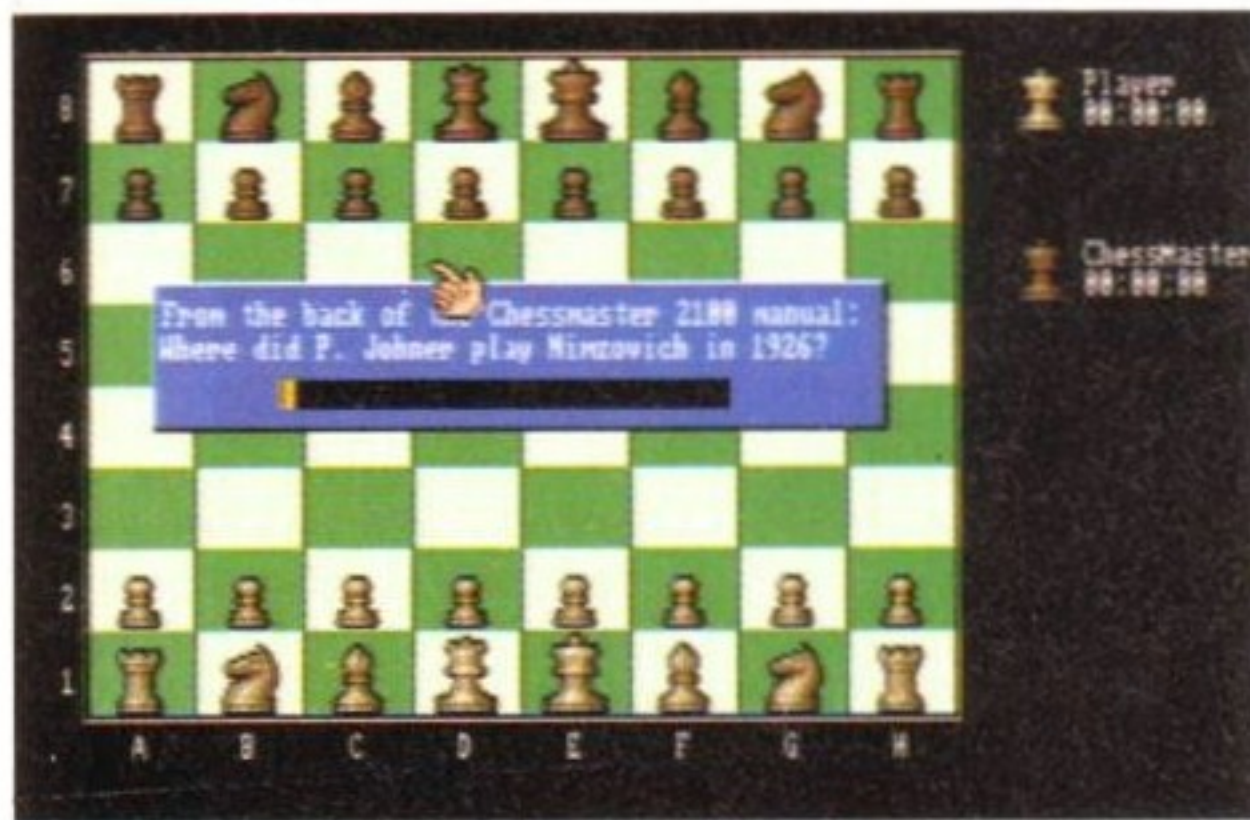 8
7
6
5
4
3
2
1
A B C D E F G H
From the back of Chessmaster 2100 manual:
Where did P. Johner play Nimzovich in 1926?
Player
00:00:00
ChessMaster
00:00:00